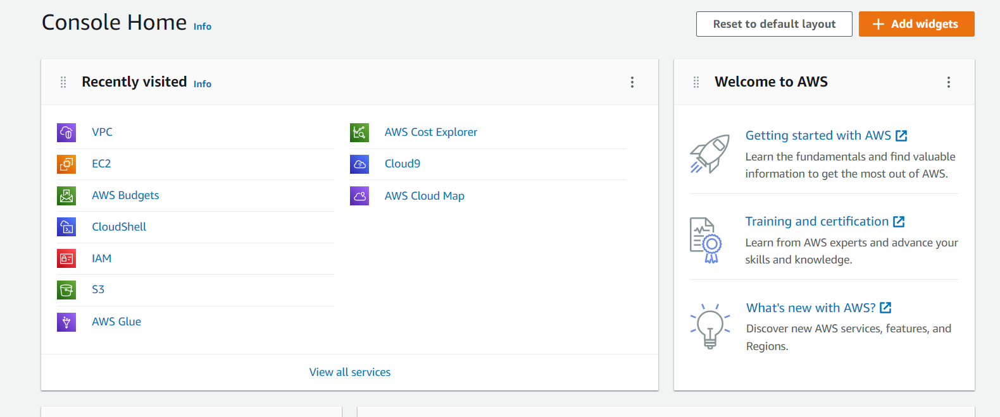 Console Home Info
Reset to default layout
Add widgets
Recently visited Info
VPC
EC2
AWS Budgets
CloudShell
IAM
S3
AWS Glue
AWS Cost Explorer
Cloud9
AWS Cloud Map
View all services
Welcome to AWS
Getting started with AWS
Learn the fundamentals and find valuable
information to get the most out of AWS.
Training and certification
Learn from AWS experts and advance your
skills and knowledge.
What's new with AWS?
Discover new AWS services, features, and
Regions.